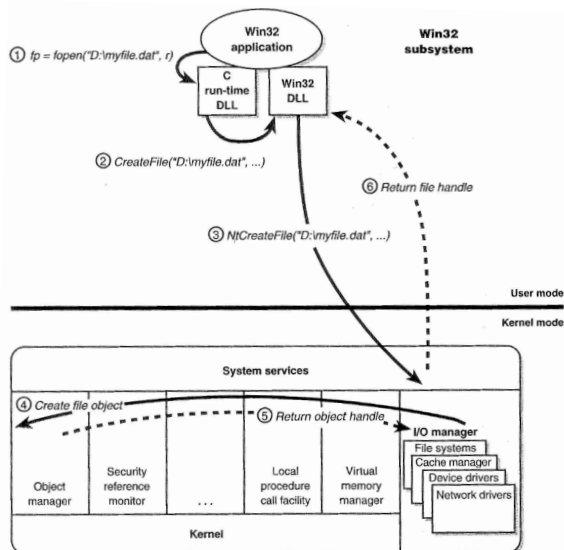 Win32
application
Win32
subsystem
① fp = fopen("D:\myfile.dat", r)
C
run-time
DLL
Win32
DLL
② CreateFile("D:\myfile.dat", ...)
⑥ Return file handle
③ NtCreateFile("D:\myfile.dat", ...)
User mode
Kernel mode
System services
④ Create file object
⑤ Return object handle
I/O manager
File systems
Cache manager
Device drivers
Network drivers
Object
manager
Security
reference
monitor
...
Local
procedure
call facility
Virtual
memory
manager
Kernel